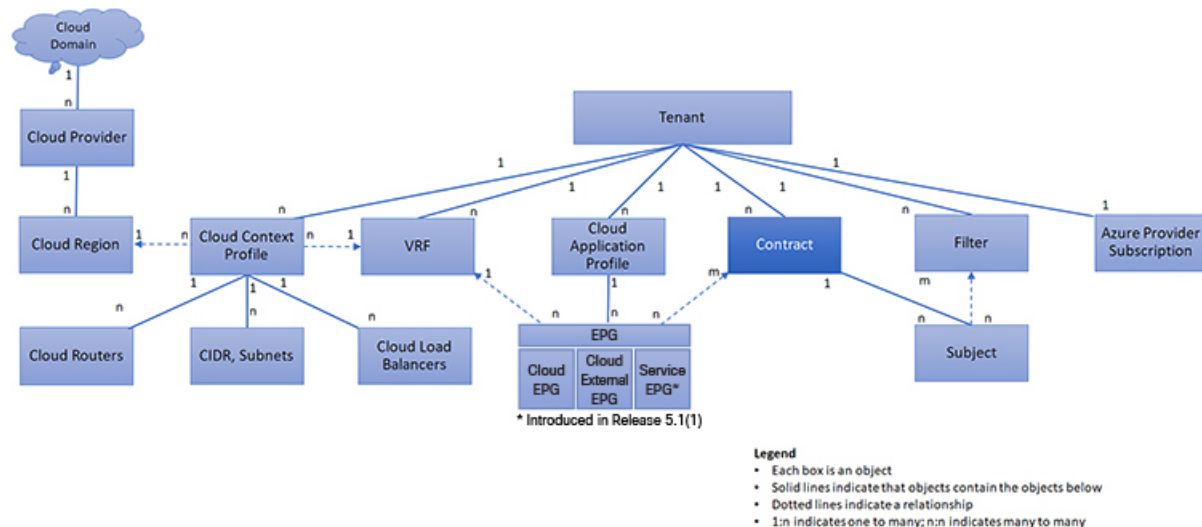 Cloud
Domain
1
n
Cloud Provider
Tenant
1
n
1
1
1
1
1
1
n
n
n
n
n
1
Cloud Region
1
n
Cloud Context
Profile
n
1
VRF
Cloud
Application
Profile
Contract
Filter
Azure Provider
Subscription
1
1
1
1
1
m
1
m
n
n
n
n
n
n
n
n
Cloud Routers
CIDR, Subnets
Cloud Load
Balancers
EPG
Subject
Cloud
EPG
Cloud
External
EPG
Service
EPG*
* Introduced in Release 5.1(1)
Legend
• Each box is an object
• Solid lines indicate that objects contain the objects below
• Dotted lines indicate a relationship
• 1:n indicates one to many; n:n indicates many to many